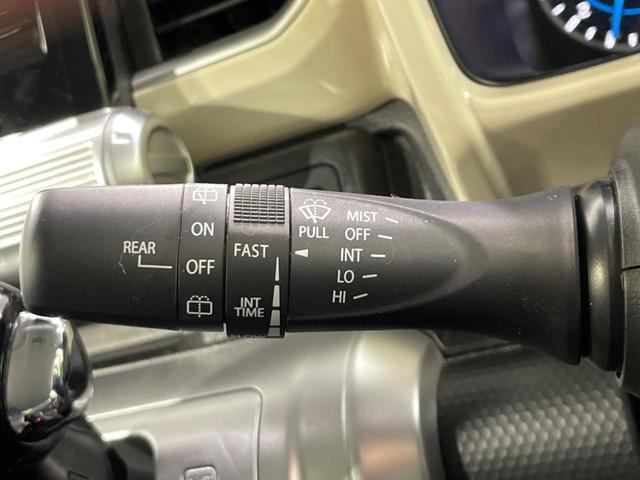 REAR
ON
OFF
FAST
INT
TIME
PULL
MIST
OFF
INT
LO
HI